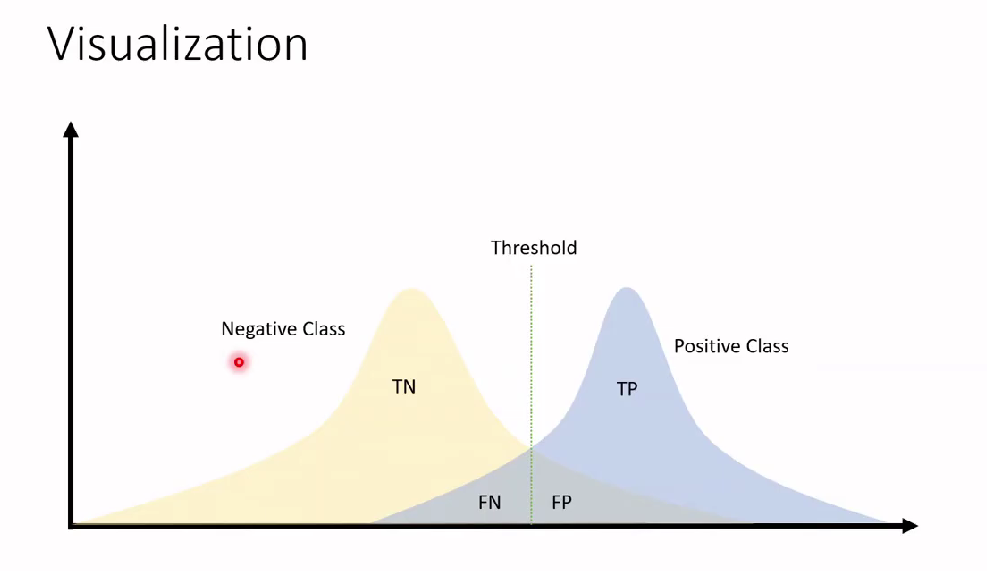 Visualization
Threshold
Negative Class
Positive Class
TN
TP
FN
FP